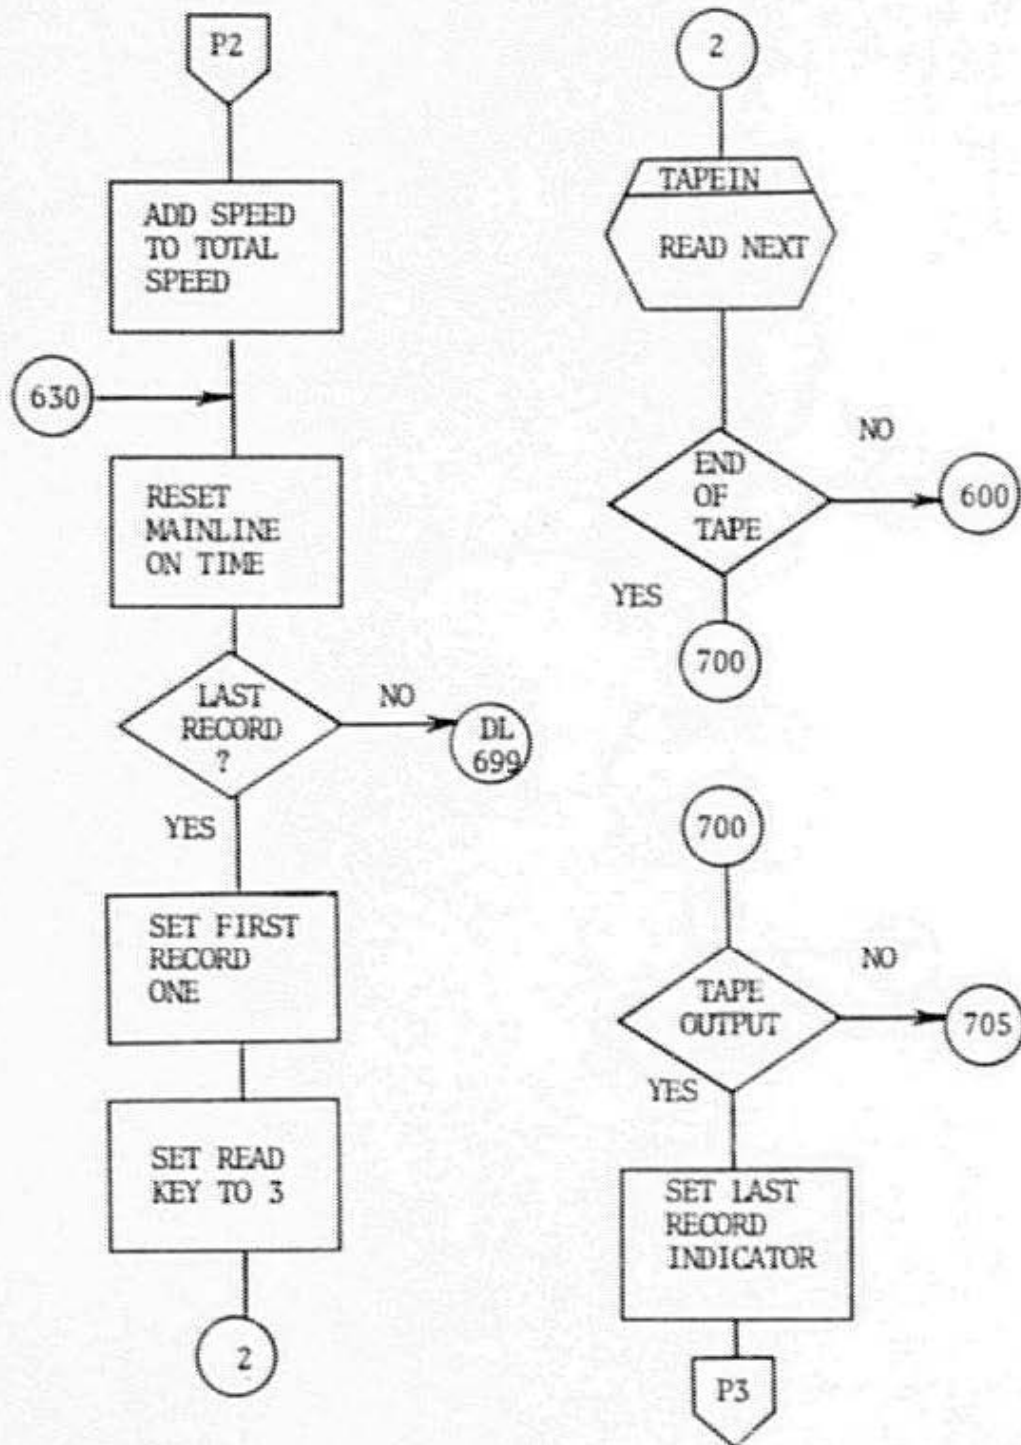 P2
ADD SPEED
TO TOTAL
SPEED
630
RESET
MAINLINE
ON TIME
LAST
RECORD
?
NO
DL
699
YES
SET FIRST
RECORD
ONE
SET READ
KEY TO 3
2
2
TAPEIN
READ NEXT
END
OF
TAPE
NO
600
YES
700
700
TAPE
OUTPUT
NO
705
YES
SET LAST
RECORD
INDICATOR
P3